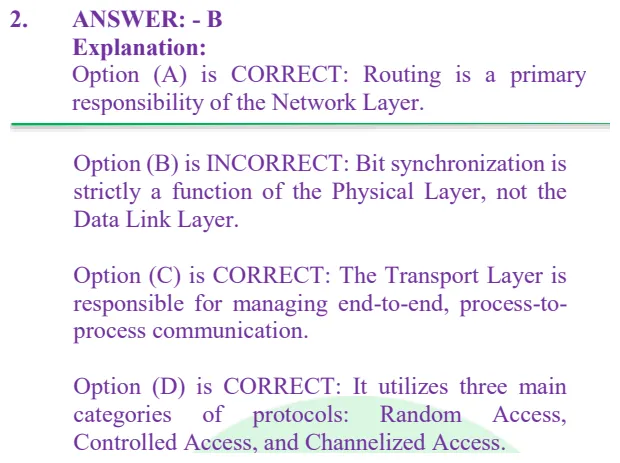 2. ANSWER: - B
Explanation:
Option (A) is CORRECT: Routing is a primary
responsibility of the Network Layer.
Option (B) is INCORRECT: Bit synchronization is
strictly a function of the Physical Layer, not the
Data Link Layer.
Option (C) is CORRECT: The Transport Layer is
responsible for managing end-to-end, process-to-
process communication.
Option (D) is CORRECT: It utilizes three main
categories of protocols: Random Access,
Controlled Access, and Channelized Access.